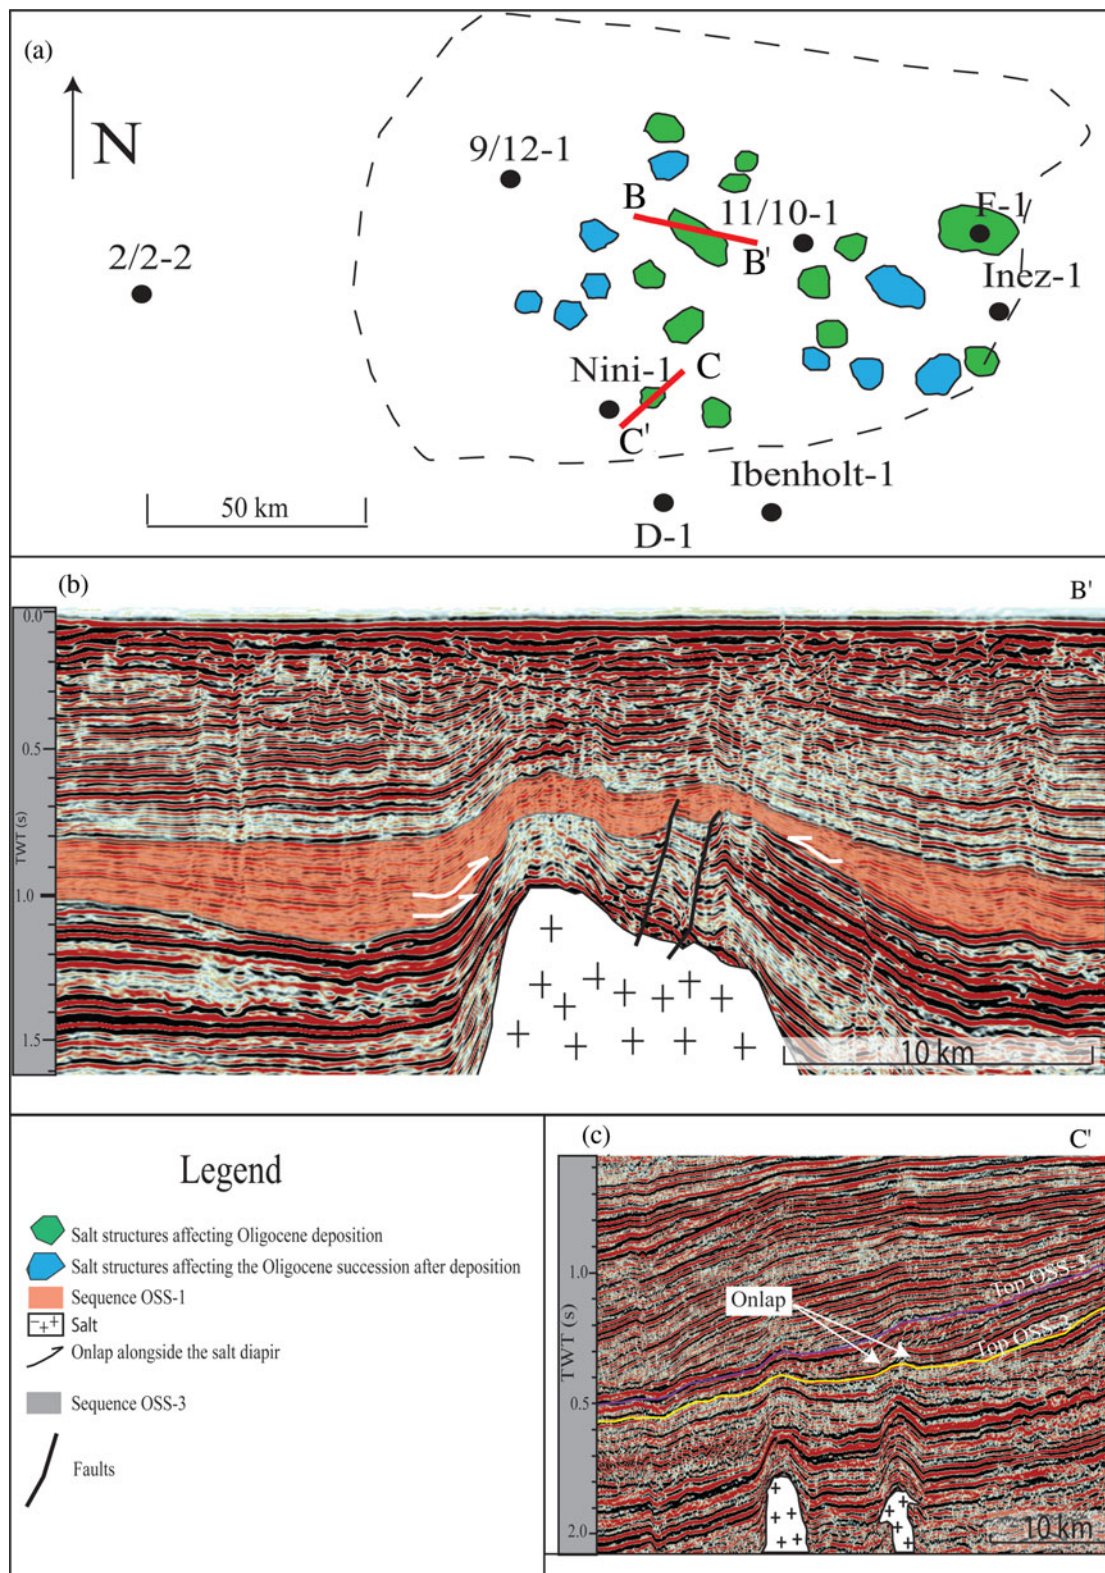 (a)
N
9/12-1
2/2-2
B
11/10-1
B'
F-1
Inez-1
Nini-1
C
C'
Ibenholt-1
D-1
50 km
(b)
B'
0.0
0.5
TWT (s)
1.0
1.5
10 km
Legend
Salt structures affecting Oligocene deposition
Salt structures affecting the Oligocene succession after deposition
Sequence OSS-1
Salt
Onlap alongside the salt diapir
Sequence OSS-3
Faults
(c)
C'
1.0
Top OSS-3
Onlap
Top OSS-3
TWT (s)
0.5
2.0
10 km